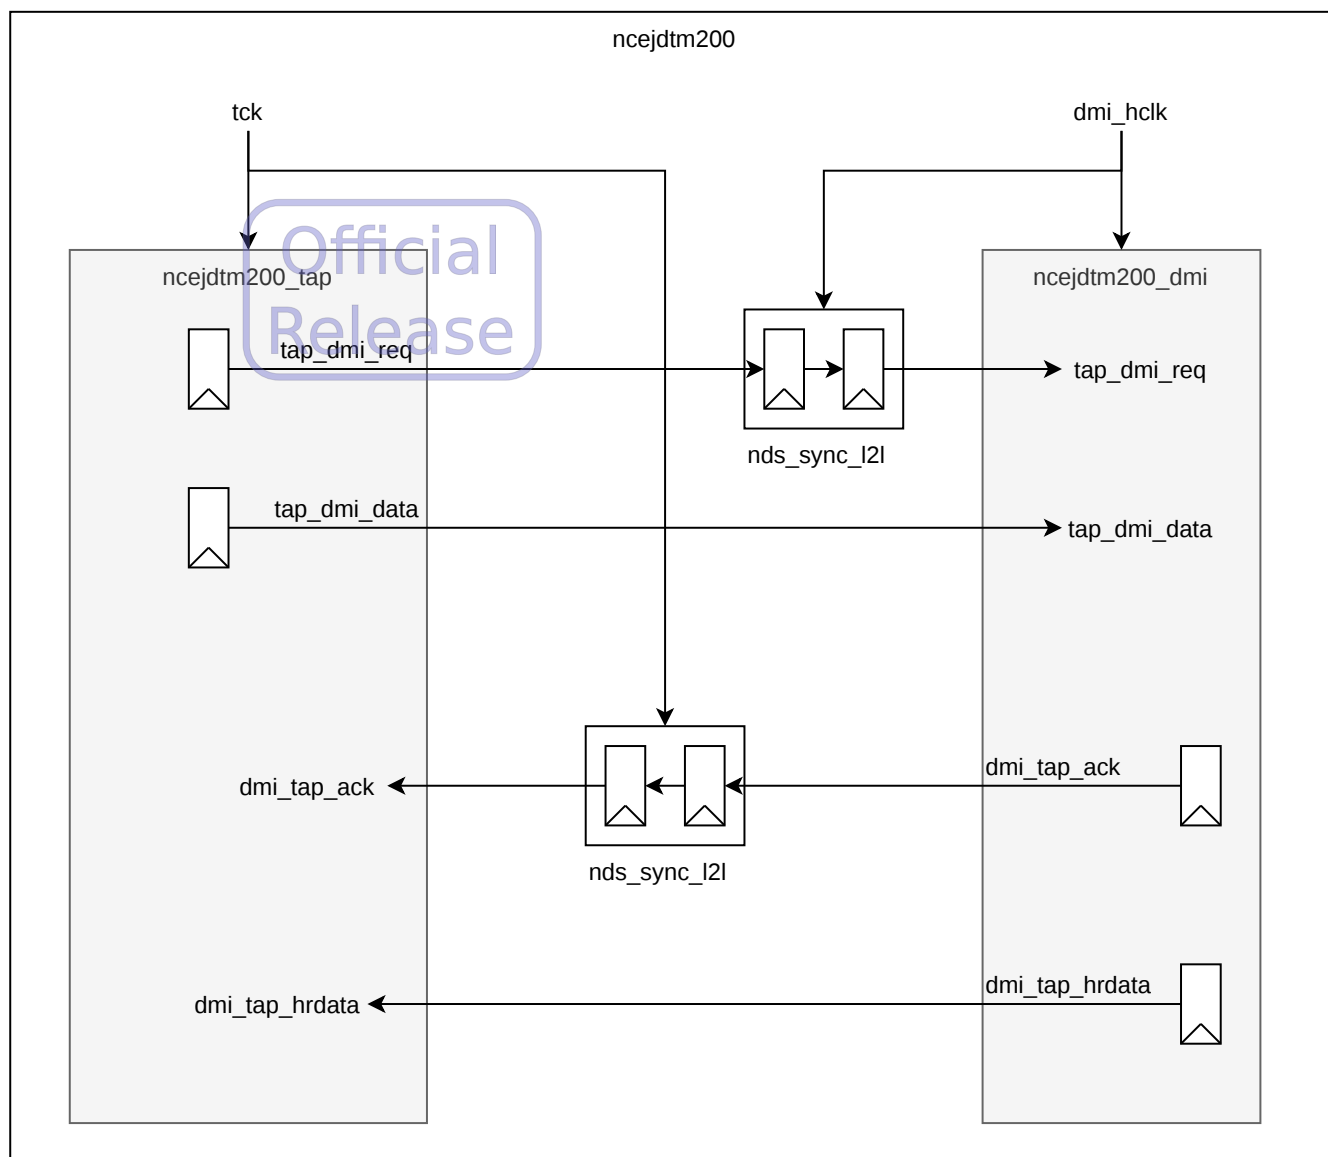 ncejdtm200
tck
dmi_hclk
Official
Release
ncejdtm200_tap
ncejdtm200_dmi
tap_dmi_req
tap_dmi_req
nds_sync_l2l
tap_dmi_data
tap_dmi_data
dmi_tap_ack
dmi_tap_ack
nds_sync_l2l
dmi_tap_hrdata
dmi_tap_hrdata